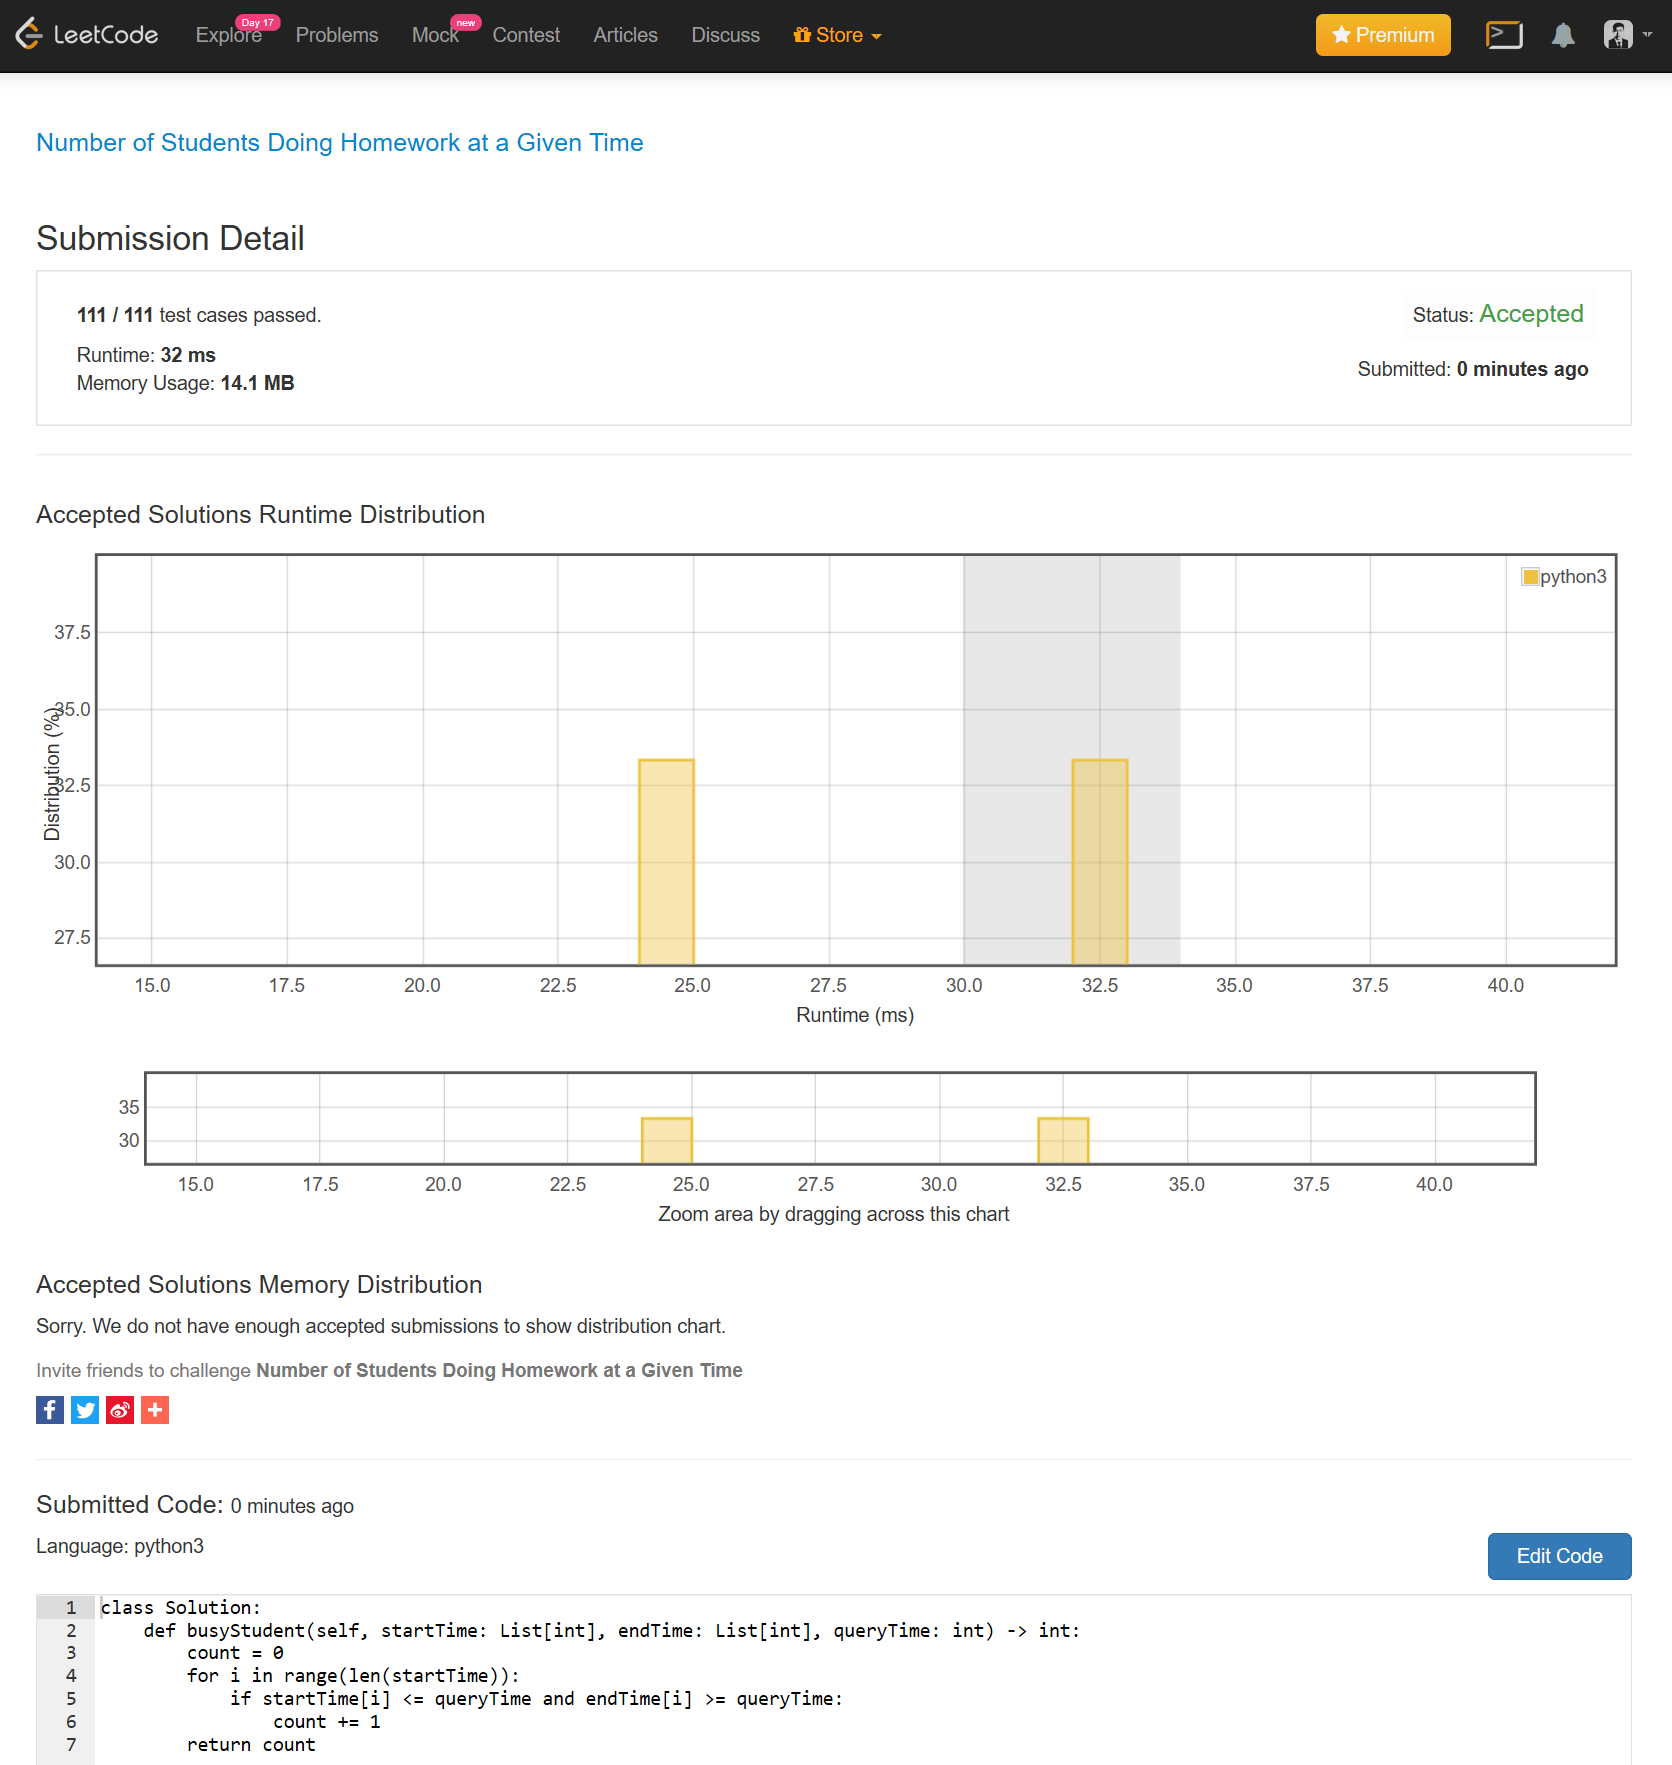 LeetCode Explore Day 17 Problems Mock new Contest Articles Discuss Store Premium
Number of Students Doing Homework at a Given Time
Submission Detail
111 / 111 test cases passed.
Status: Accepted
Runtime: 32 ms
Submitted: 0 minutes ago
Memory Usage: 14.1 MB
Accepted Solutions Runtime Distribution
python3
Distribution (%)
37.5
35.0
32.5
30.0
27.5
15.0 17.5 20.0 22.5 25.0 27.5 30.0 32.5 35.0 37.5 40.0
Runtime (ms)
35
30
15.0 17.5 20.0 22.5 25.0 27.5 30.0 32.5 35.0 37.5 40.0
Zoom area by dragging across this chart
Accepted Solutions Memory Distribution
Sorry. We do not have enough accepted submissions to show distribution chart.
Invite friends to challenge Number of Students Doing Homework at a Given Time
Submitted Code: 0 minutes ago
Language: python3
Edit Code
1 class Solution:
2     def busyStudent(self, startTime: List[int], endTime: List[int], queryTime: int) -> int:
3         count = 0
4         for i in range(len(startTime)):
5             if startTime[i] <= queryTime and endTime[i] >= queryTime:
6                 count += 1
7         return count